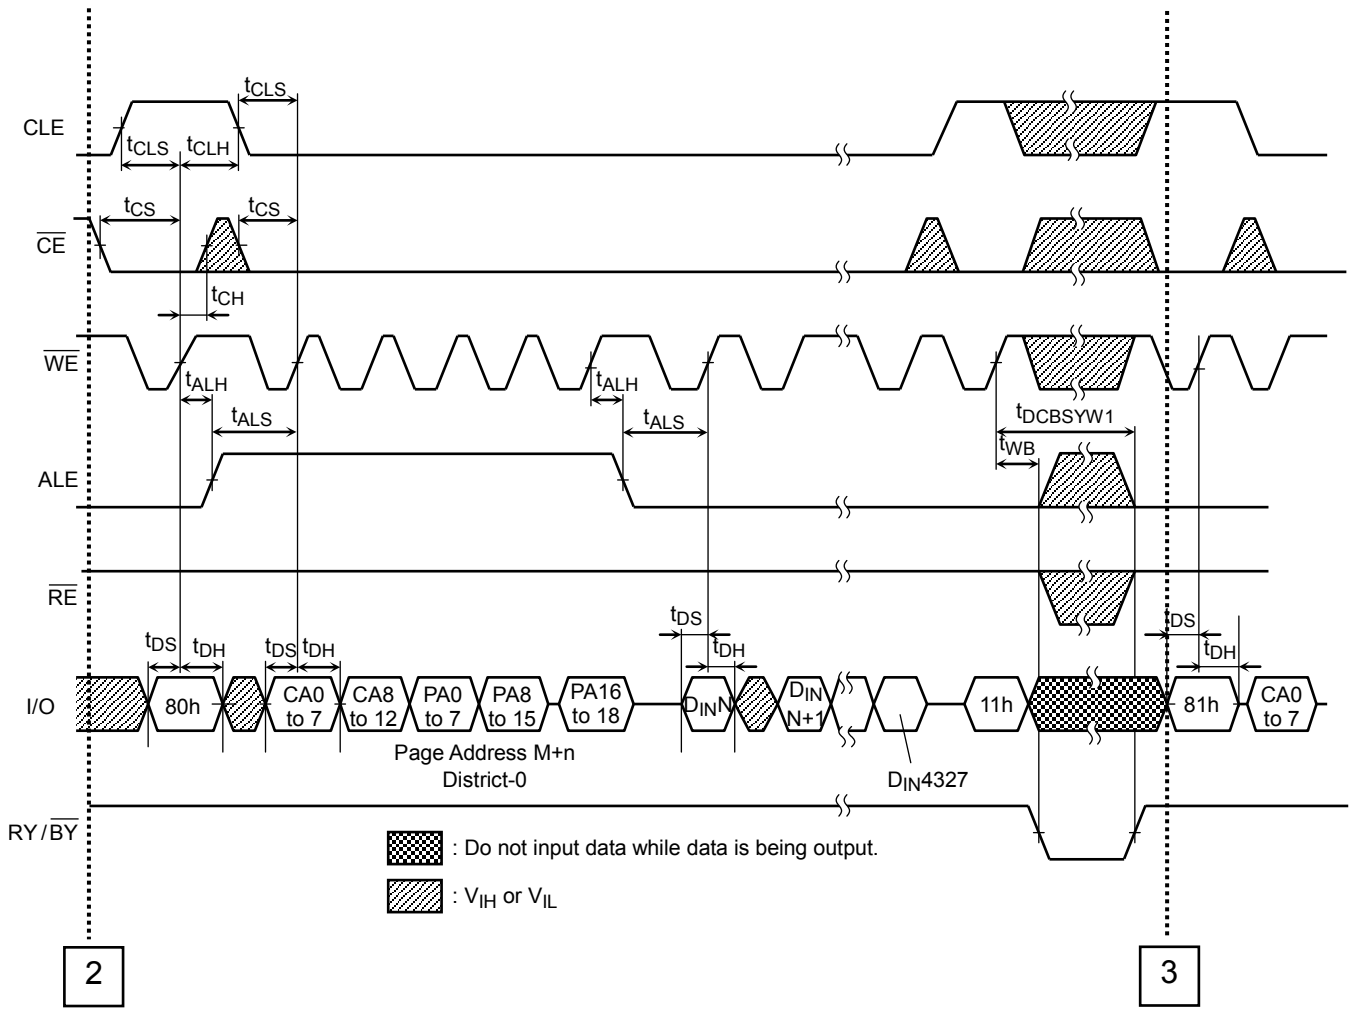 tCLS
CLE
tCLS
tCLH
tCS
tCS
CE
tCH
WE
tALH
tALS
tALH
tALS
tDCBSYW1
tWB
ALE
RE
tDS
tDH
tDS
tDH
tDS
tDH
tDS
tDH
I/O
80h
CA0
to 7
CA8
to 12
PA0
to 7
PA8
to 15
PA16
to 18
DINN
DIN
N+1
11h
81h
CA0
to 7
Page Address M+n
District-0
DIN4327
RY/BY
: Do not input data while data is being output.
: VIH or VIL
2
3